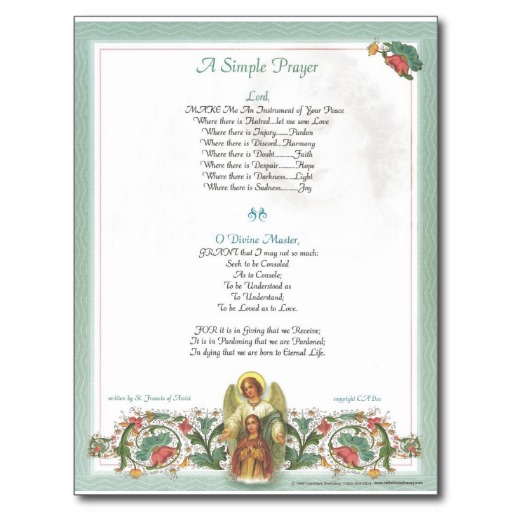 A Simple Prayer
Lord,
MAKE Me An Instrument of Your Peace
Where there is Hatred....let me sow Love
Where there is Injury.......Pardon
Where there is Discord...Harmony
Where there is Doubt..........Faith
Where there is Despair.........Hope
Where there is Darkness.....Light
Where there is Sadness.........Joy
O Divine Master,
GRANT that I may not so much:
Seek to be Consoled
As to Console;
To be Understood as
To Understand;
To be Loved as to Love.
FOR it is in Giving that we Receive;
It is in Pardoning that we are Pardoned;
In dying that we are born to Eternal Life.
written by St. Francis of Assisi
copyright CA Dez